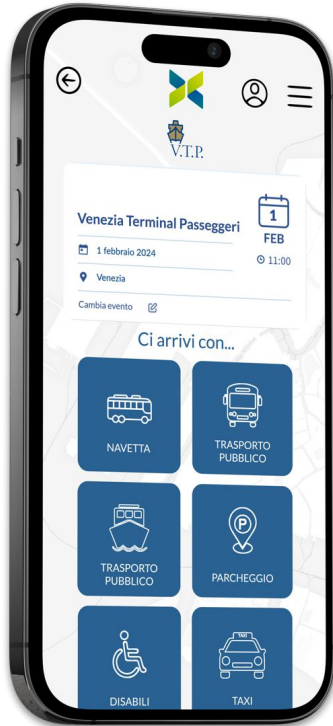 V.T.P.
Venezia Terminal Passeggeri
1
FEB
1 febbraio 2024
11:00
Venezia
Cambia evento
Ci arrivi con...
NAVETTA
TRASPORTO
PUBBLICO
TRASPORTO
PUBBLICO
P
PARCHEGGIO
DISABILI
TAXI
TAXI